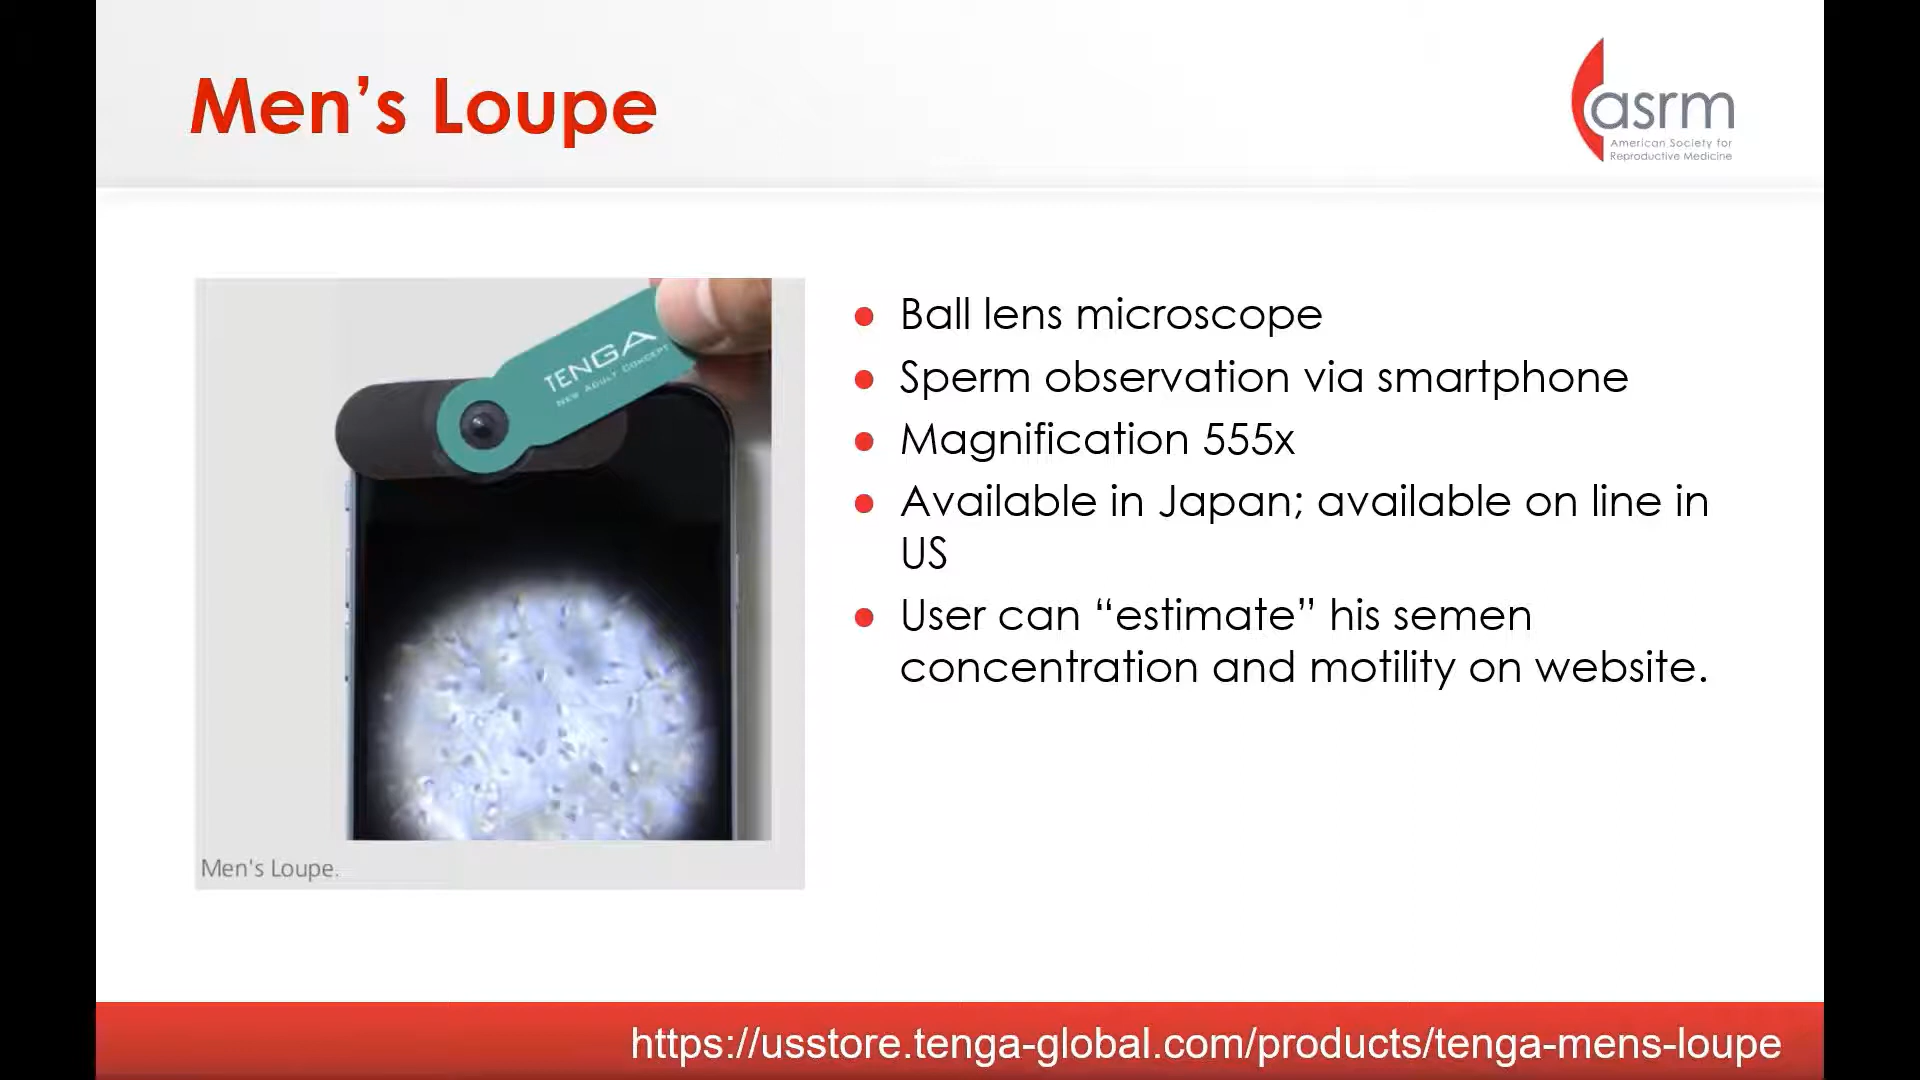 Men’s Loupe
asrm
American Society for
Reproductive Medicine
TENGA
NEW ADULT CONCEPT
Men's Loupe.
Ball lens microscope
Sperm observation via smartphone
Magnification 555x
Available in Japan; available on line in
US
User can “estimate” his semen
concentration and motility on website.
https://usstore.tenga-global.com/products/tenga-mens-loupe